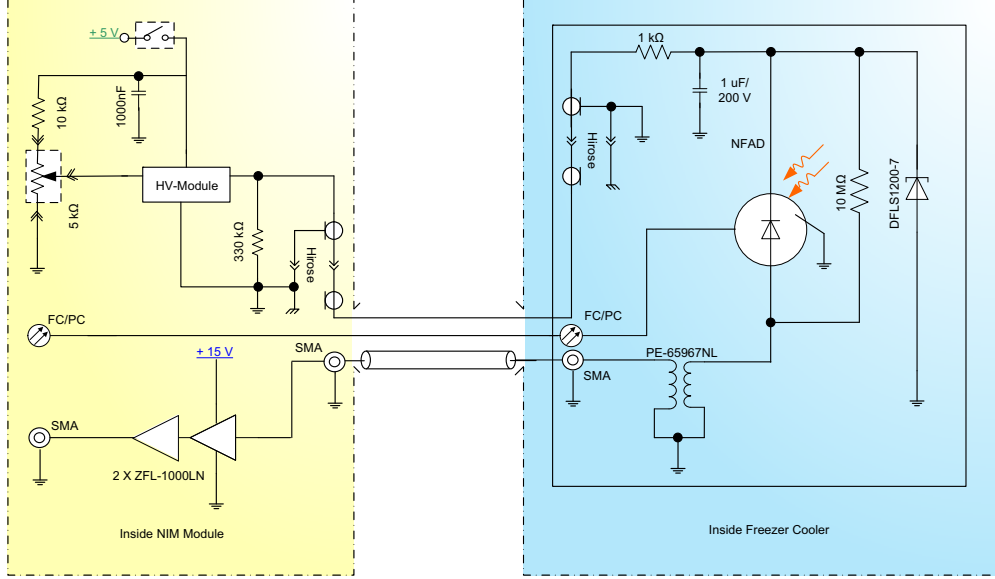 + 5 V
10 kΩ
1000nF
HV-Module
5 kΩ
330 kΩ
Hirose
FC/PC
+ 15 V
SMA
SMA
2 X ZFL-1000LN
Inside NIM Module
1 kΩ
1 uF/
200 V
Hirose
NFAD
10 MΩ
DFLS1200-7
FC/PC
PE-65967NL
SMA
Inside Freezer Cooler